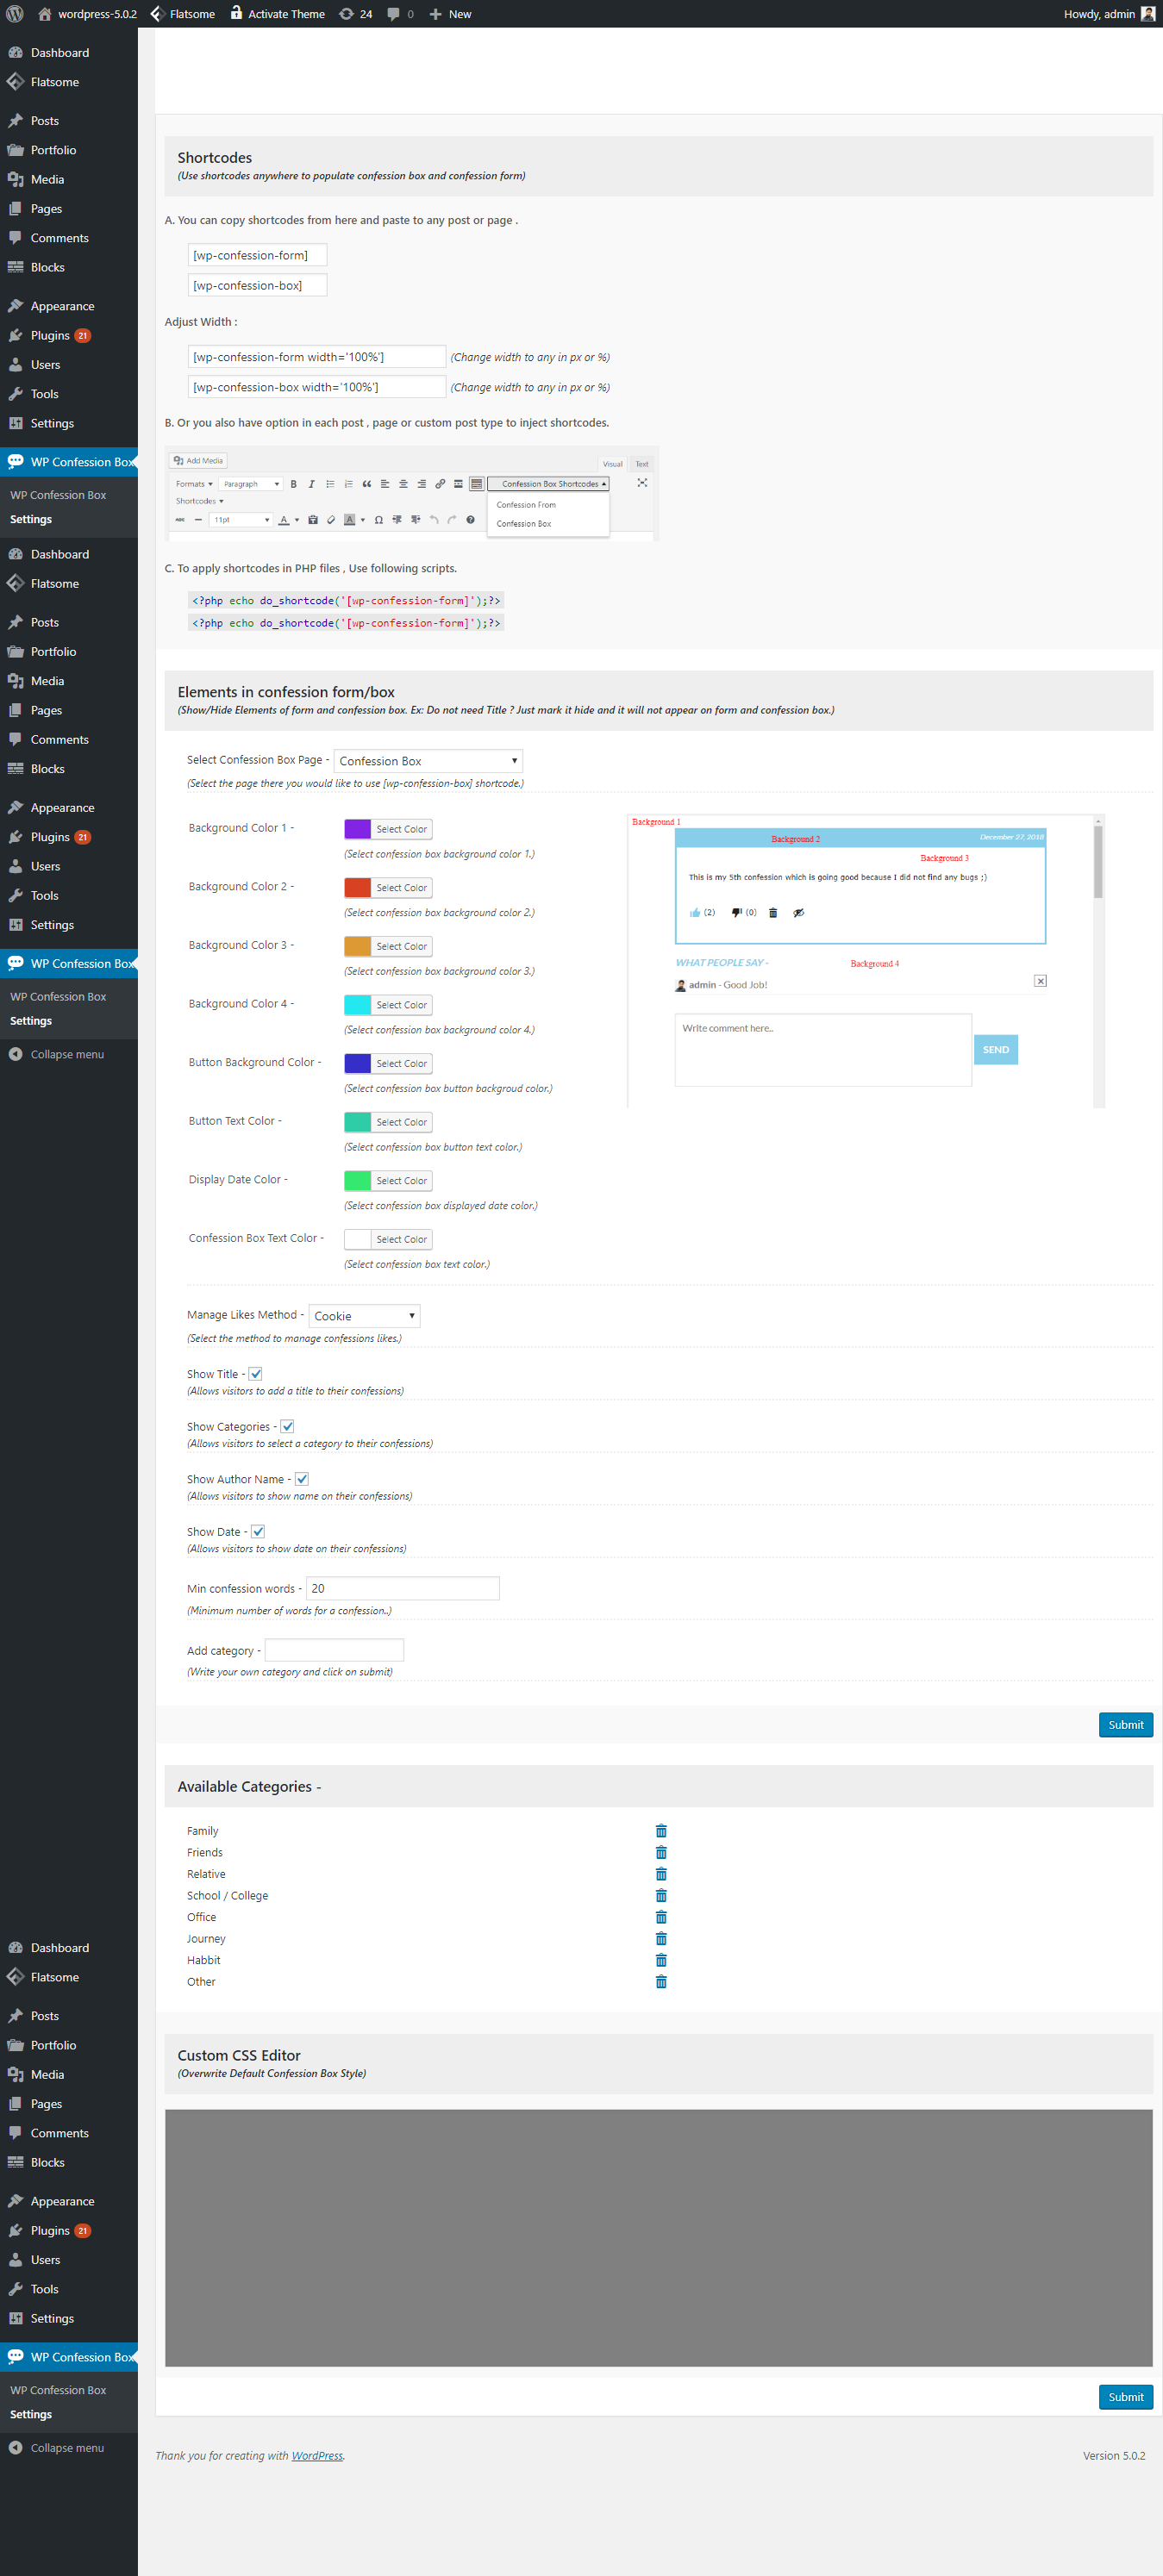 wordpress-5.0.2 Flatsome Activate Theme 24 0 New Howdy, admin
Dashboard
Flatsome
Posts
Portfolio
Media
Pages
Comments
Blocks
Appearance
Plugins 21
Users
Tools
Settings
WP Confession Box
WP Confession Box
Settings
Dashboard
Flatsome
Posts
Portfolio
Media
Pages
Comments
Blocks
Appearance
Plugins 21
Users
Tools
Settings
WP Confession Box
WP Confession Box
Settings
Collapse menu
Dashboard
Flatsome
Posts
Portfolio
Media
Pages
Comments
Blocks
Appearance
Plugins 21
Users
Tools
Settings
WP Confession Box
WP Confession Box
Settings
Collapse menu
Shortcodes
(Use shortcodes anywhere to populate confession box and confession form)
A. You can copy shortcodes from here and paste to any post or page .
[wp-confession-form]
[wp-confession-box]
Adjust Width :
[wp-confession-form width='100%'] (Change width to any in px or %)
[wp-confession-box width='100%'] (Change width to any in px or %)
B. Or you also have option in each post , page or custom post type to inject shortcodes.
Add Media
Visual Text
Formats Paragraph B I Confession Box Shortcodes
Shortcodes
Confession From
ABC 11pt A A Ω
Confession Box
C. To apply shortcodes in PHP files , Use following scripts.
<?php echo do_shortcode('[wp-confession-form]');?>
<?php echo do_shortcode('[wp-confession-form]');?>
Elements in confession form/box
(Show/Hide Elements of form and confession box. Ex: Do not need Title ? Just mark it hide and it will not appear on form and confession box.)
Select Confession Box Page - Confession Box
(Select the page there you would like to use [wp-confession-box] shortcode.)
Background Color 1 - Select Color
(Select confession box background color 1.)
Background Color 2 - Select Color
(Select confession box background color 2.)
Background Color 3 - Select Color
(Select confession box background color 3.)
Background Color 4 - Select Color
(Select confession box background color 4.)
Button Background Color - Select Color
(Select confession box button backgroud color.)
Button Text Color - Select Color
(Select confession box button text color.)
Display Date Color - Select Color
(Select confession box displayed date color.)
Confession Box Text Color - Select Color
(Select confession box text color.)
Background 1
Background 2 December 27, 2018
Background 3
This is my 5th confession which is going good because I did not find any bugs ;)
(2) (0)
WHAT PEOPLE SAY - Background 4
admin - Good Job!
Write comment here..
SEND
Manage Likes Method - Cookie
(Select the method to manage confessions likes.)
Show Title -
(Allows visitors to add a title to their confessions)
Show Categories -
(Allows visitors to select a category to their confessions)
Show Author Name -
(Allows visitors to show name on their confessions)
Show Date -
(Allows visitors to show date on their confessions)
Min confession words - 20
(Minimum number of words for a confession..)
Add category -
(Write your own category and click on submit)
Submit
Available Categories -
Family
Friends
Relative
School / College
Office
Journey
Habbit
Other
Custom CSS Editor
(Overwrite Default Confession Box Style)
Submit
Thank you for creating with WordPress. Version 5.0.2